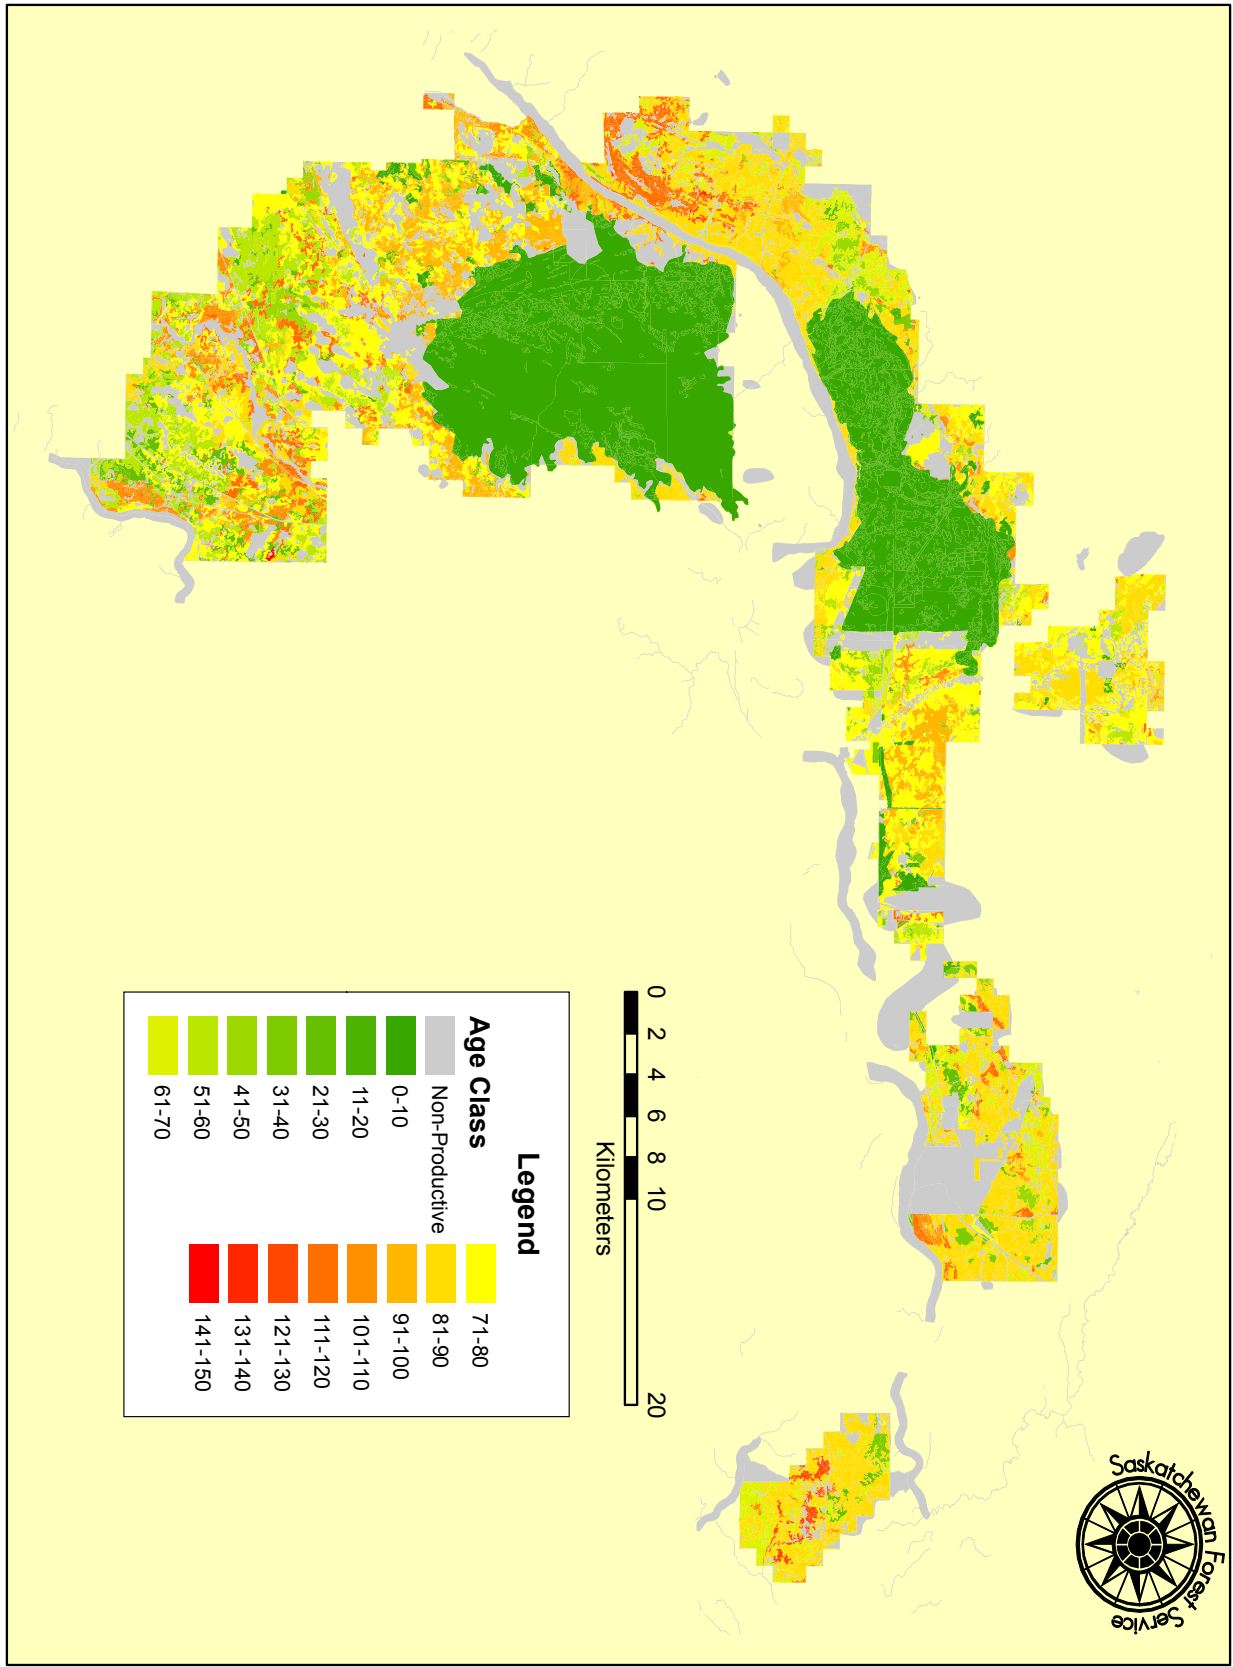 Saskatchewan Forest Service
0 2 4 6 8 10 20
Kilometers
Legend
Age Class
Non-Productive
0-10
11-20
21-30
31-40
41-50
51-60
61-70
71-80
81-90
91-100
101-110
111-120
121-130
131-140
141-150